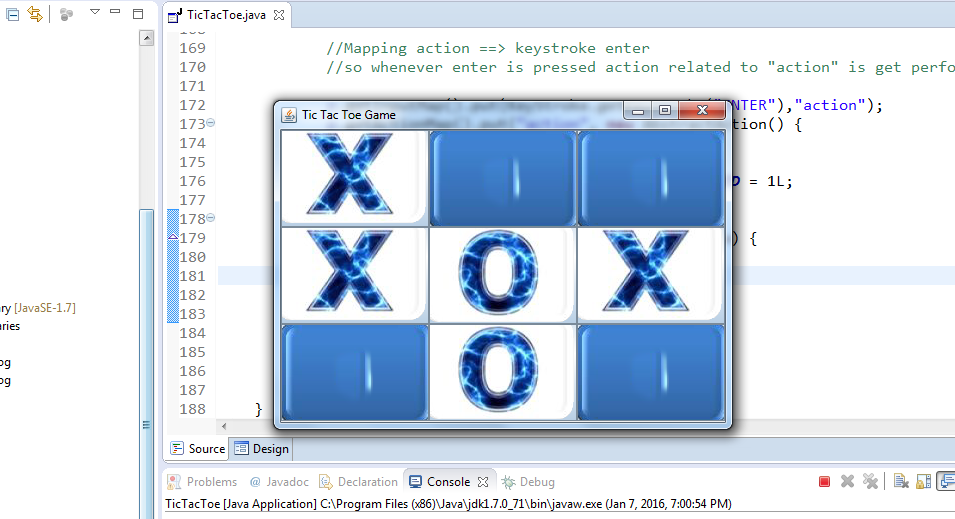 TicTacToe.java
169 //Mapping action ==> keystroke enter
170 //so whenever enter is pressed action related to "action" is get perfo
171
172 NTER"),"action");
173 tion() {
174
175
176 = 1L;
177
178
179 ) {
180
181
182
183
184
185
186
187
188 }
Tic Tac Toe Game
X
X O X
O
[JavaSE-1.7]
Source Design
Problems @ Javadoc Declaration Console Debug
TicTacToe [Java Application] C:\Program Files (x86)\Java\jdk1.7.0_71\bin\javaw.exe (Jan 7, 2016, 7:00:54 PM)